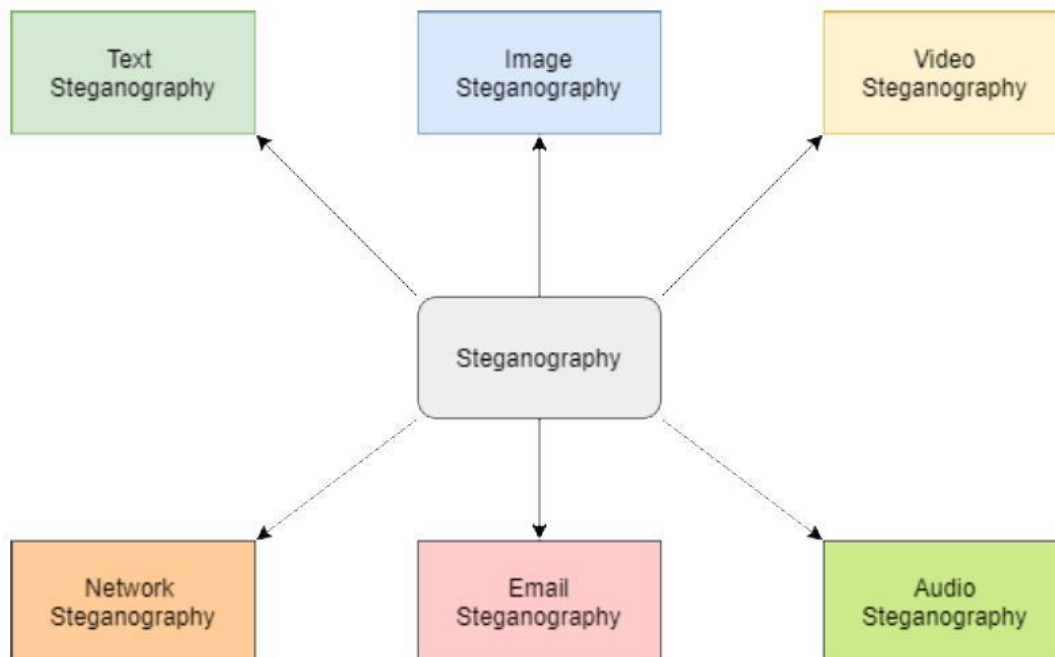 Text
Steganography
Image
Steganography
Video
Steganography
Steganography
Network
Steganography
Email
Steganography
Audio
Steganography